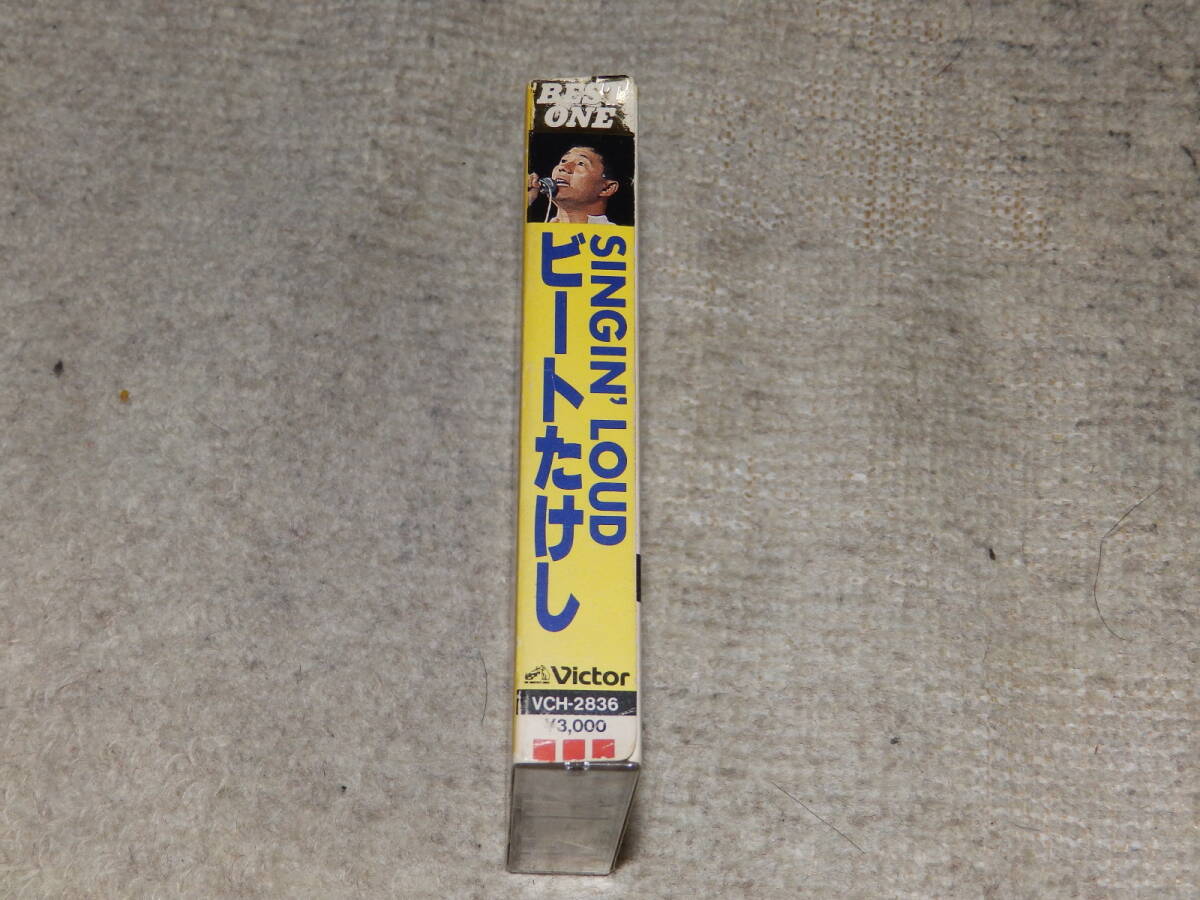 BEST
ONE
SINGIN' LOUD
ビートたけし
Victor
VCH-2836
¥3,000